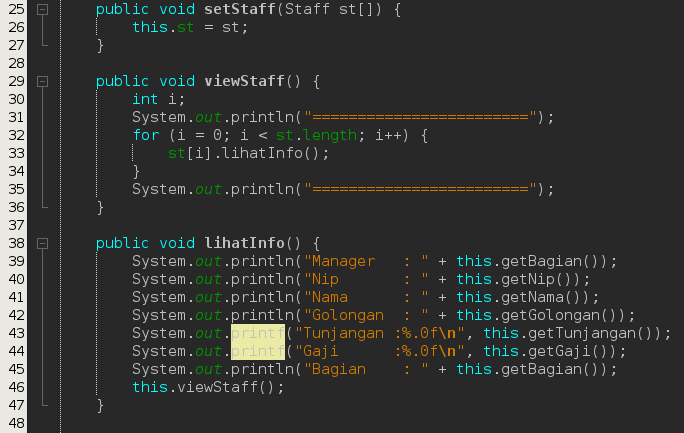 25 public void setStaff(Staff st[]) {
26 this.st = st;
27 }
28
29 public void viewStaff() {
30 int i;
31 System.out.println("========================");
32 for (i = 0; i < st.length; i++) {
33 st[i].lihatInfo();
34 }
35 System.out.println("========================");
36 }
37
38 public void lihatInfo() {
39 System.out.println("Manager   : " + this.getBagian());
40 System.out.println("Nip       : " + this.getNip());
41 System.out.println("Nama      : " + this.getNama());
42 System.out.println("Golongan  : " + this.getGolongan());
43 System.out.printf("Tunjangan :%.0f\n", this.getTunjangan());
44 System.out.printf("Gaji      :%.0f\n", this.getGaji());
45 System.out.println("Bagian    : " + this.getBagian());
46 this.viewStaff();
47 }
48